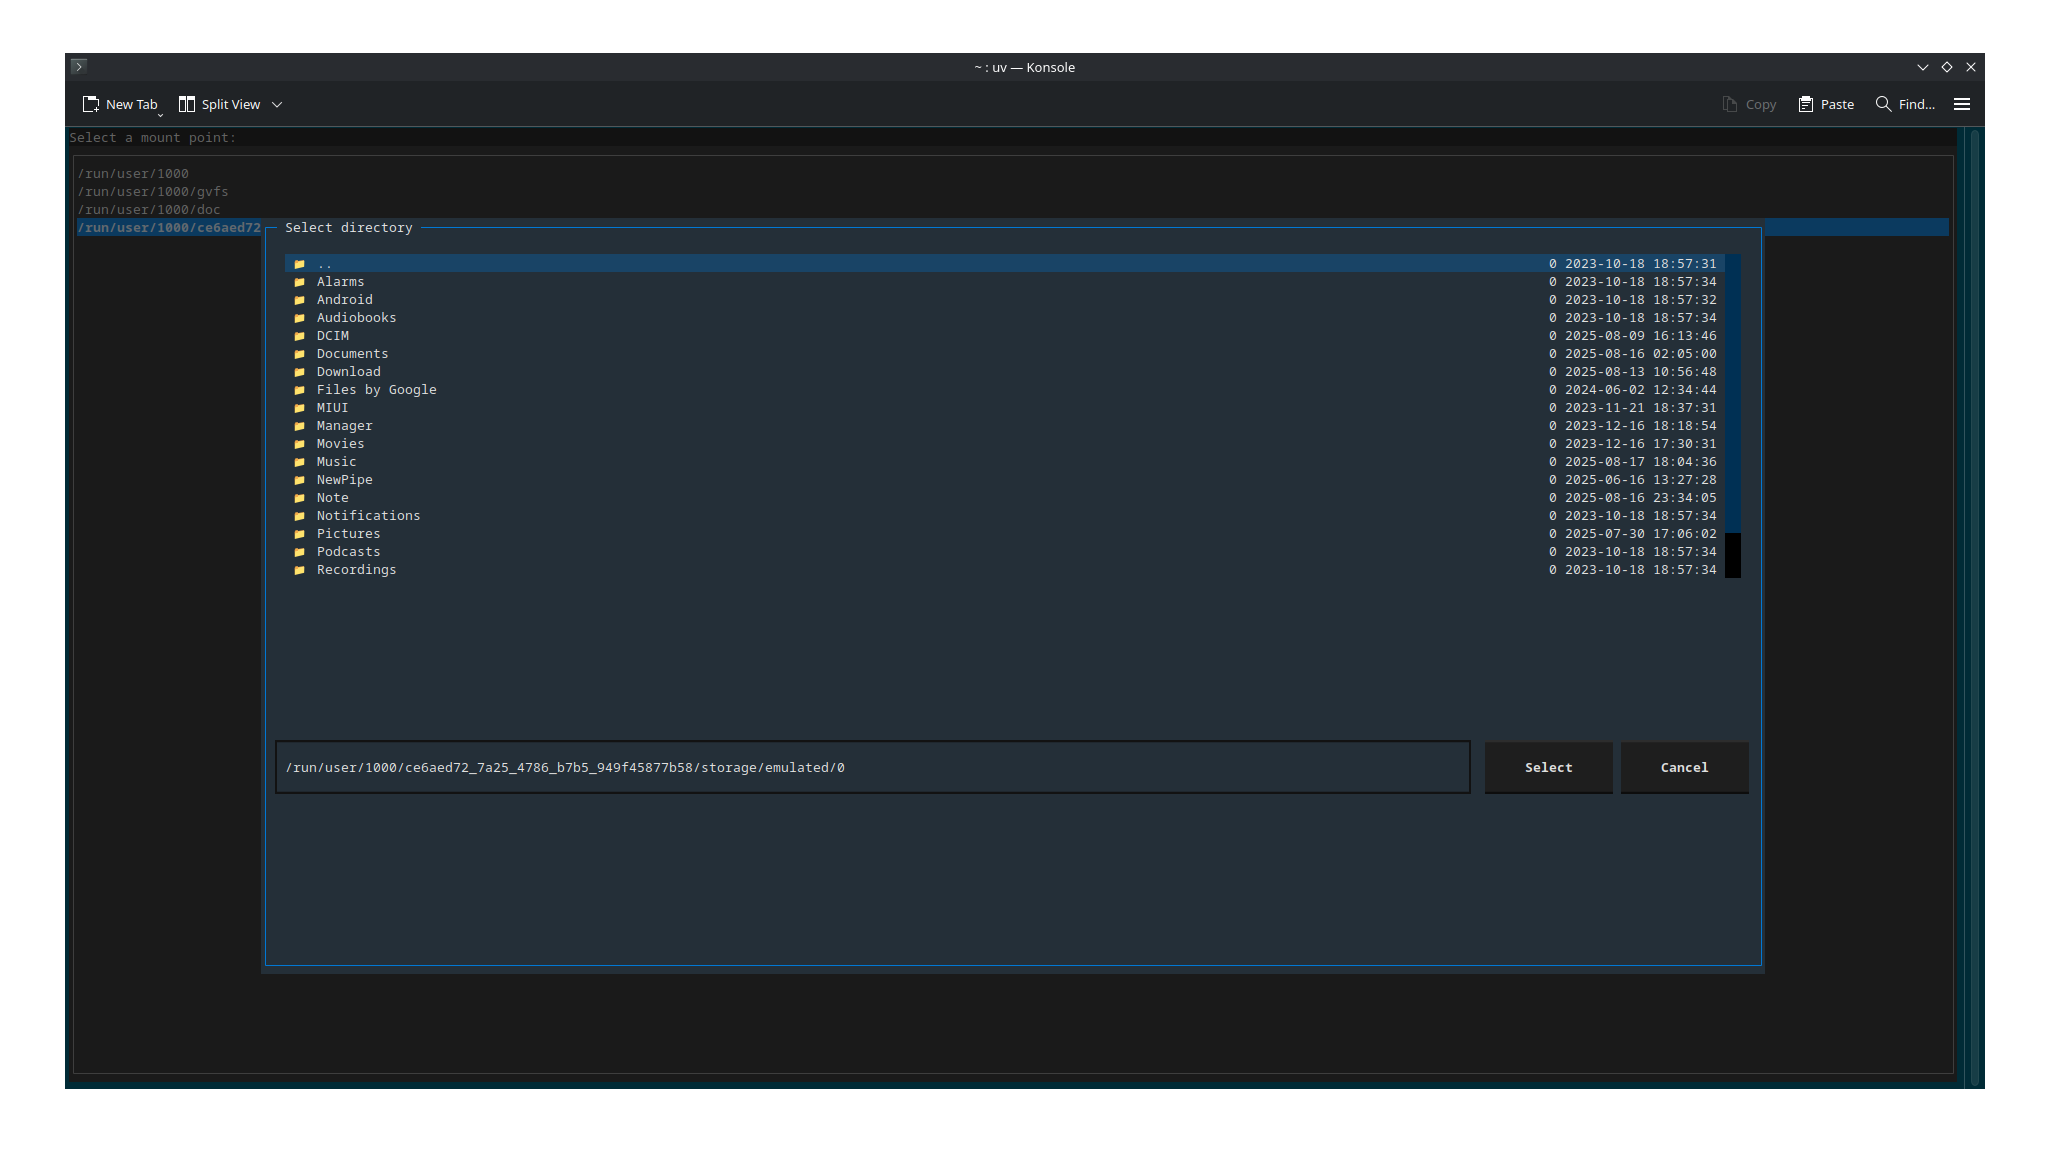 ~ : uv — Konsole
New Tab Split View Copy Paste Find...
Select a mount point:
/run/user/1000
/run/user/1000/gvfs
/run/user/1000/doc
/run/user/1000/ce6aed72
Select directory
.. 0 2023-10-18 18:57:31
Alarms 0 2023-10-18 18:57:34
Android 0 2023-10-18 18:57:32
Audiobooks 0 2023-10-18 18:57:34
DCIM 0 2025-08-09 16:13:46
Documents 0 2025-08-16 02:05:00
Download 0 2025-08-13 10:56:48
Files by Google 0 2024-06-02 12:34:44
MIUI 0 2023-11-21 18:37:31
Manager 0 2023-12-16 18:18:54
Movies 0 2023-12-16 17:30:31
Music 0 2025-08-17 18:04:36
NewPipe 0 2025-06-16 13:27:28
Note 0 2025-08-16 23:34:05
Notifications 0 2023-10-18 18:57:34
Pictures 0 2025-07-30 17:06:02
Podcasts 0 2023-10-18 18:57:34
Recordings 0 2023-10-18 18:57:34
/run/user/1000/ce6aed72_7a25_4786_b7b5_949f45877b58/storage/emulated/0 Select Cancel